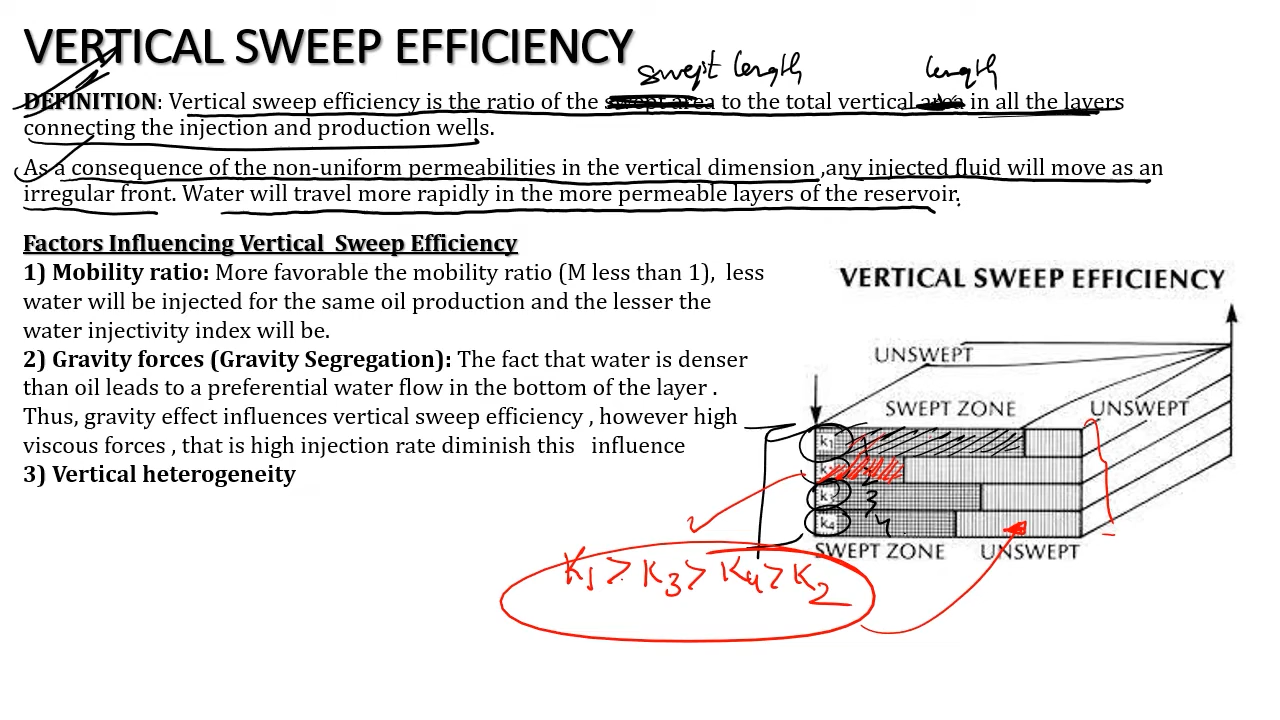 VERTICAL SWEEP EFFICIENCY
swept length length
DEFINITION: Vertical sweep efficiency is the ratio of the swept area to the total vertical area in all the layers
connecting the injection and production wells.
As a consequence of the non-uniform permeabilities in the vertical dimension ,any injected fluid will move as an
irregular front. Water will travel more rapidly in the more permeable layers of the reservoir.
Factors Influencing Vertical Sweep Efficiency
1) Mobility ratio: More favorable the mobility ratio (M less than 1), less
water will be injected for the same oil production and the lesser the
water injectivity index will be.
2) Gravity forces (Gravity Segregation): The fact that water is denser
than oil leads to a preferential water flow in the bottom of the layer .
Thus, gravity effect influences vertical sweep efficiency , however high
viscous forces , that is high injection rate diminish this influence
3) Vertical heterogeneity
VERTICAL SWEEP EFFICIENCY
UNSWEPT
SWEPT ZONE UNSWEPT
k1 1
2
k3 3
k4 4
SWEPT ZONE UNSWEPT
K1 > K3 > K4 > K2